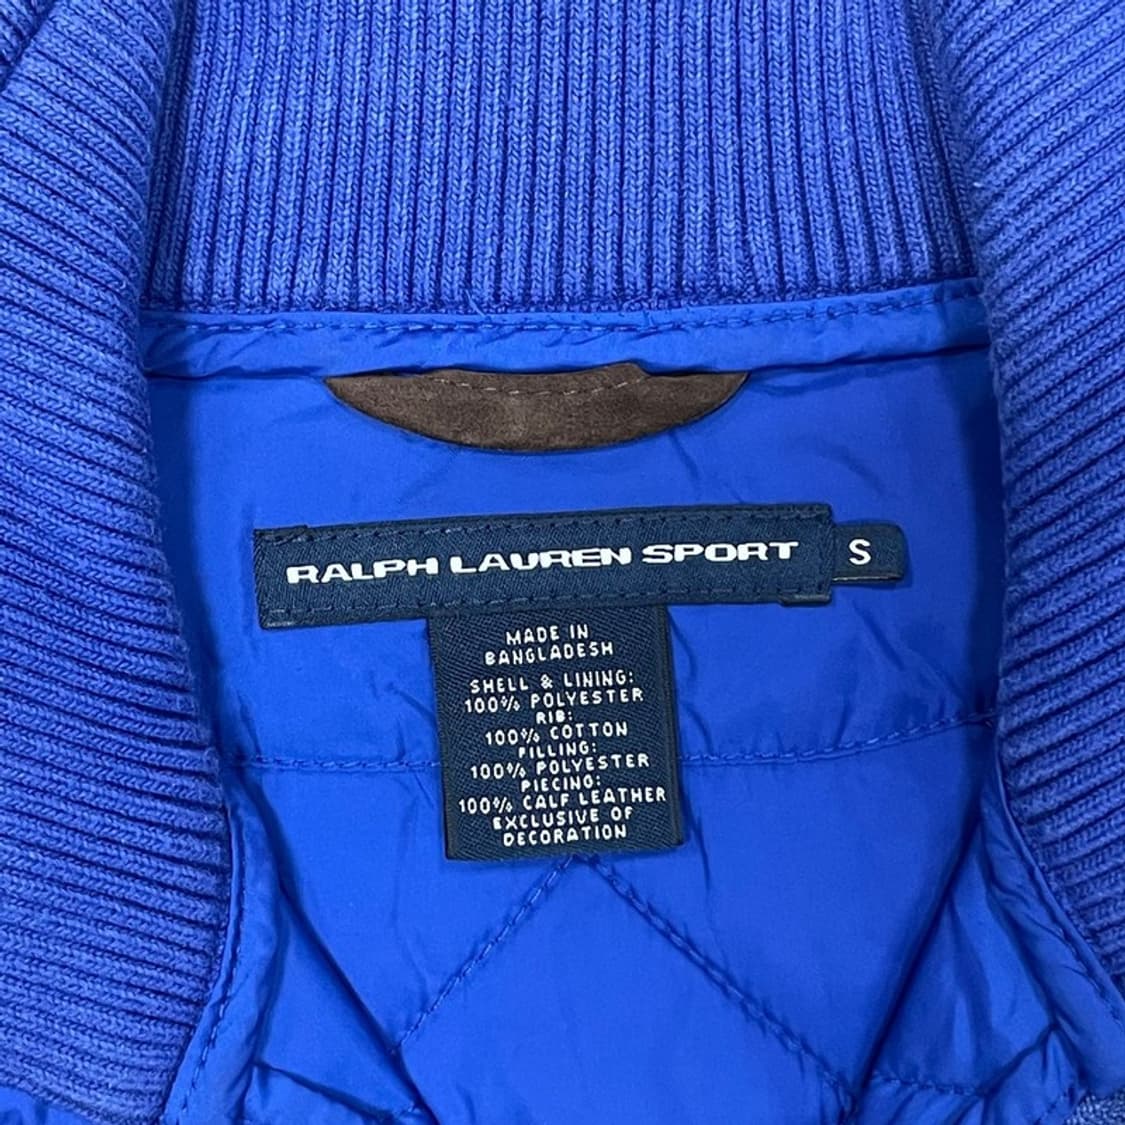 RALPH LAUREN SPORT
S
MADE IN
BANGLADESH
SHELL & LINING:
100% POLYESTER
RIB:
100% COTTON
FILLING:
100% POLYESTER
PIECING:
100% CALF LEATHER
EXCLUSIVE OF
DECORATION